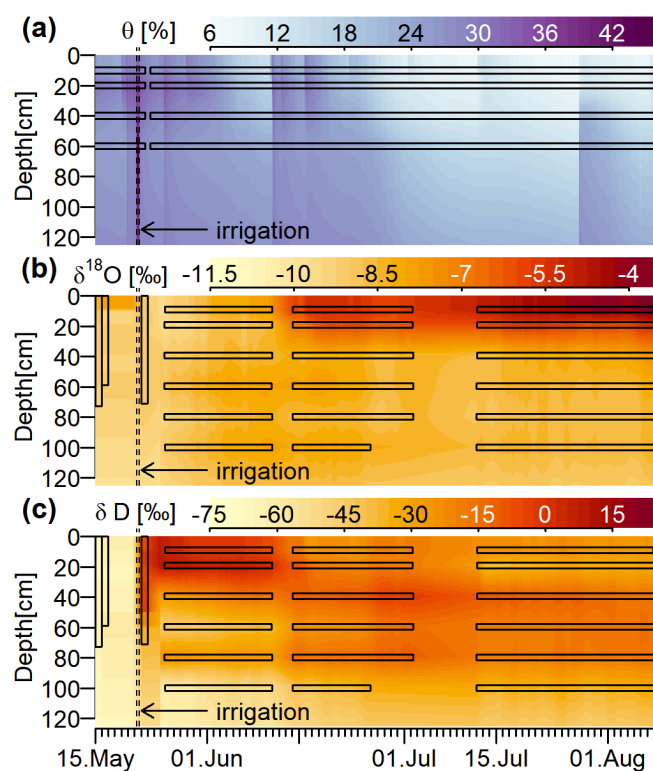 (a) θ [%] 6 12 18 24 30 36 42
Depth[cm]
0
20
40
60
80
100
120
irrigation
(b) δ¹⁸O [‰] -11.5 -10 -8.5 -7 -5.5 -4
Depth[cm]
0
20
40
60
80
100
120
irrigation
(c) δ D [‰] -75 -60 -45 -30 -15 0 15
Depth[cm]
0
20
40
60
80
100
120
irrigation
15.May 01.Jun 01.Jul 15.Jul 01.Aug